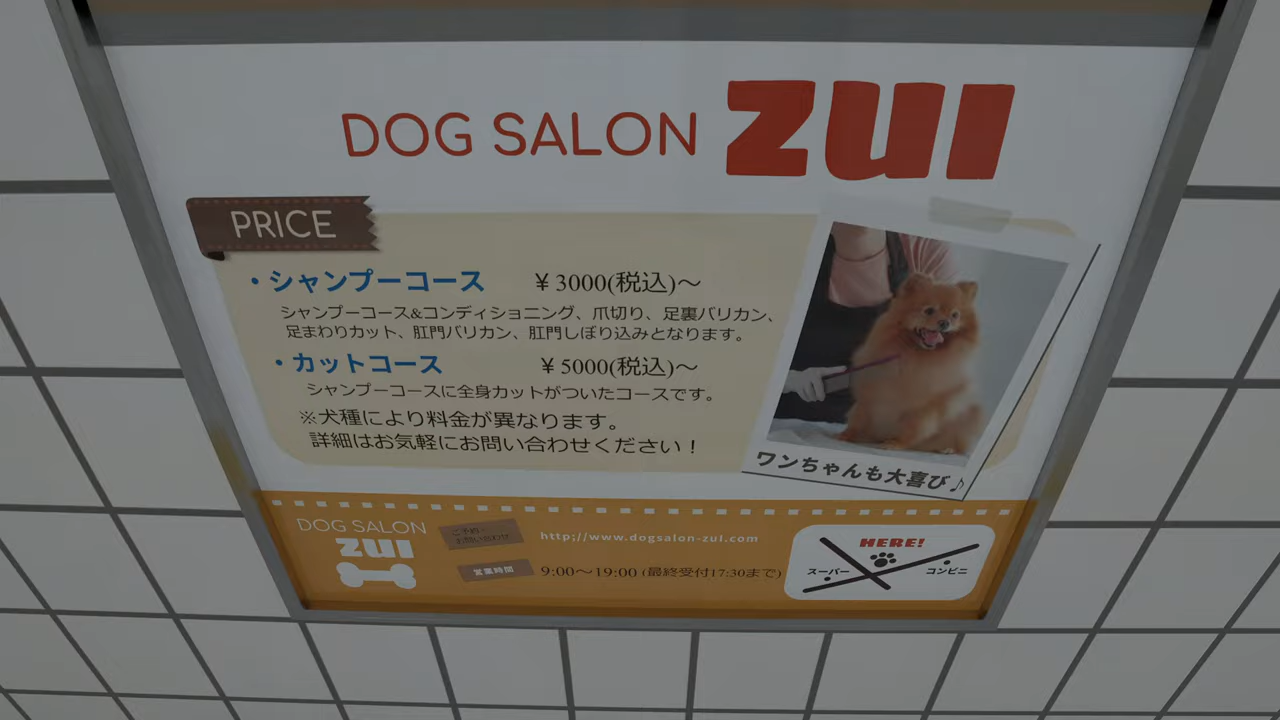 DOG SALON ZUI
PRICE
・シャンプーコース ￥3000(税込)～
シャンプーコース&コンディショニング、爪切り、足裏バリカン、
足まわりカット、肛門バリカン、肛門しぼり込みとなります。
・カットコース ￥5000(税込)～
シャンプーコースに全身カットがついたコースです。
※犬種により料金が異なります。
詳細はお気軽にお問い合わせください！
ワンちゃんも大喜び♪
DOG SALON
ZUI
ご予約・
お問い合わせ
http;//www.dogsalon-zui.com
営業時間
9:00～19:00 (最終受付17:30まで)
HERE!
スーパー
コンビニ